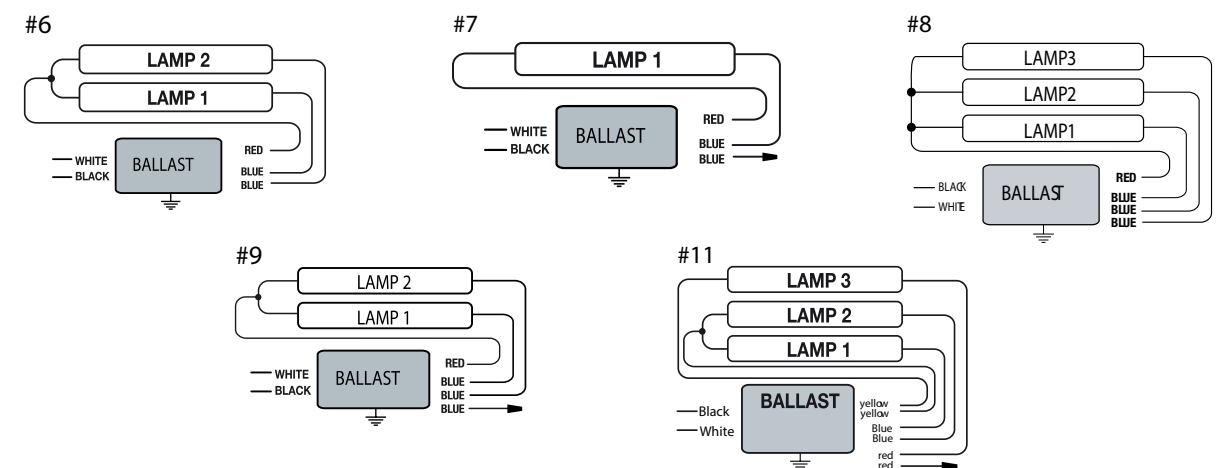 #6
LAMP 2
LAMP 1
RED
WHITE
BLACK
BALLAST
BLUE
BLUE
#7
LAMP 1
RED
WHITE
BLACK
BALLAST
BLUE
BLUE
#8
LAMP3
LAMP2
LAMP1
RED
BLACK
WHITE
BALLAST
BLUE
BLUE
BLUE
#9
LAMP 2
LAMP 1
RED
WHITE
BLACK
BALLAST
BLUE
BLUE
BLUE
#11
LAMP 3
LAMP 2
LAMP 1
BALLAST
Black
White
yellow
yellow
Blue
Blue
red
red